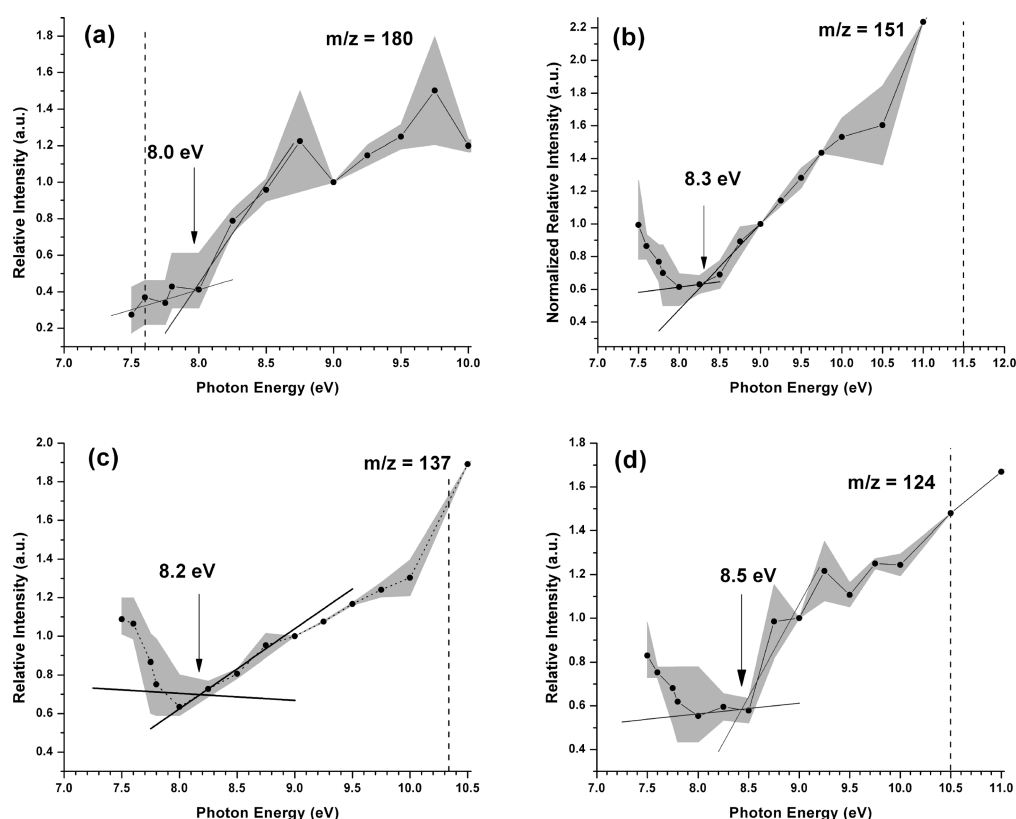 (a)
m/z = 180
8.0 eV
Relative Intensity (a.u.)
1.8
1.6
1.4
1.2
1.0
0.8
0.6
0.4
0.2
7.0 7.5 8.0 8.5 9.0 9.5 10.0
Photon Energy (eV)
(b)
m/z = 151
8.3 eV
Normalized Relative Intensity (a.u.)
2.2
2.0
1.8
1.6
1.4
1.2
1.0
0.8
0.6
0.4
7.0 7.5 8.0 8.5 9.0 9.5 10.0 10.5 11.0 11.5 12.0
Photon Energy (eV)
(c)
m/z = 137
8.2 eV
Relative Intensity (a.u.)
2.0
1.8
1.6
1.4
1.2
1.0
0.8
0.6
0.4
7.0 7.5 8.0 8.5 9.0 9.5 10.0 10.5
Photon Energy (eV)
(d)
m/z = 124
8.5 eV
Relative Intensity (a.u.)
1.8
1.6
1.4
1.2
1.0
0.8
0.6
0.4
7.0 7.5 8.0 8.5 9.0 9.5 10.0 10.5 11.0
Photon Energy (eV)